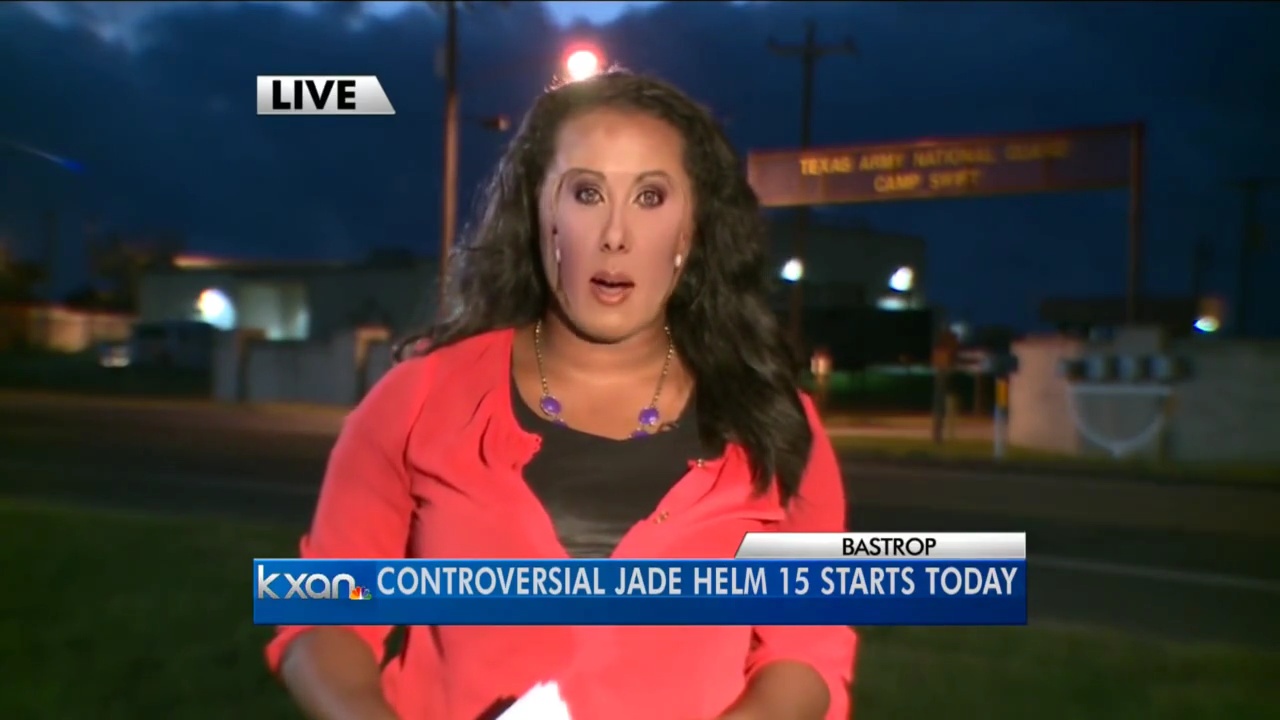 LIVE
TEXAS ARMY NATIONAL GUARD
CAMP SWIFT
BASTROP
kxan
CONTROVERSIAL JADE HELM 15 STARTS TODAY